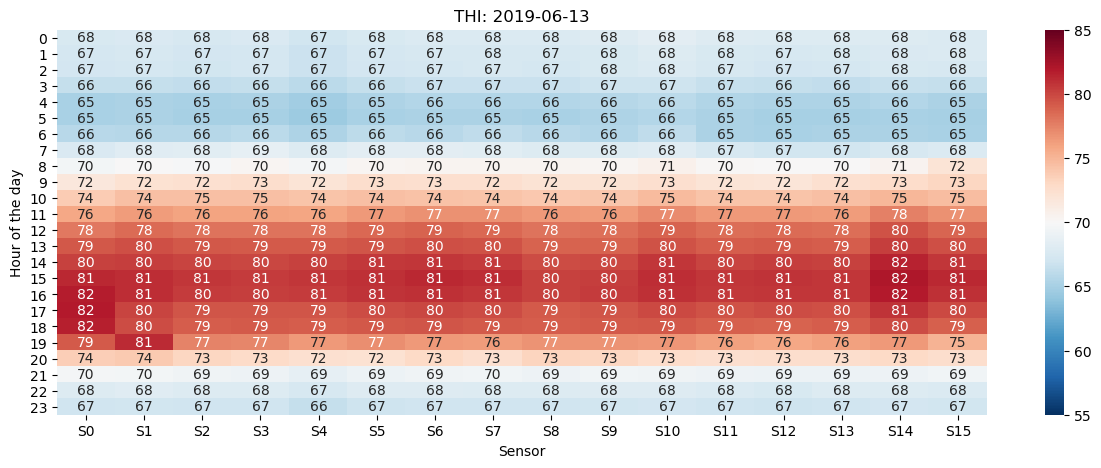 THI: 2019-06-13
Hour of the day
0 68 68 68 68 67 68 68 68 68 68 68 68 68 68 68 68
1 67 67 67 67 67 67 67 68 67 68 68 68 67 68 68 68
2 67 67 67 67 67 67 67 67 67 68 68 67 67 67 68 68
3 66 66 66 66 66 66 67 67 67 67 67 66 66 66 67 66
4 65 65 65 65 65 65 66 66 66 66 66 65 65 65 66 65
5 65 65 65 65 65 65 65 65 65 65 66 65 65 65 65 65
6 66 66 66 66 65 66 66 66 66 66 66 65 65 65 65 65
7 68 68 68 69 68 68 68 68 68 68 68 67 67 67 68 68
8 70 70 70 70 70 70 70 70 70 70 71 70 70 70 71 72
9 72 72 72 73 72 73 73 72 72 72 73 72 72 72 73 73
10 74 74 75 75 74 74 74 74 74 74 75 74 74 74 75 75
11 76 76 76 76 76 77 77 77 76 76 77 77 77 76 78 77
12 78 78 78 78 78 79 79 79 78 78 79 78 78 78 80 79
13 79 80 79 79 79 79 80 80 79 79 80 79 79 79 80 80
14 80 80 80 80 80 81 81 81 80 80 81 80 80 80 82 81
15 81 81 81 81 81 81 81 81 80 80 81 81 81 81 82 81
16 82 81 80 80 81 81 81 81 80 80 81 81 81 81 82 81
17 82 80 79 79 79 80 80 80 79 79 80 80 80 80 81 80
18 82 80 79 79 79 79 79 79 79 79 79 79 79 79 80 79
19 79 81 77 77 77 77 77 76 77 77 77 76 76 76 77 75
20 74 74 73 73 72 72 73 73 73 73 73 73 73 73 73 73
21 70 70 69 69 69 69 69 70 69 69 69 69 69 69 69 69
22 68 68 68 68 67 68 68 68 68 68 68 68 68 68 68 68
23 67 67 67 67 66 67 67 67 67 67 67 67 67 67 67 67
S0 S1 S2 S3 S4 S5 S6 S7 S8 S9 S10 S11 S12 S13 S14 S15
Sensor
85
80
75
70
65
60
55